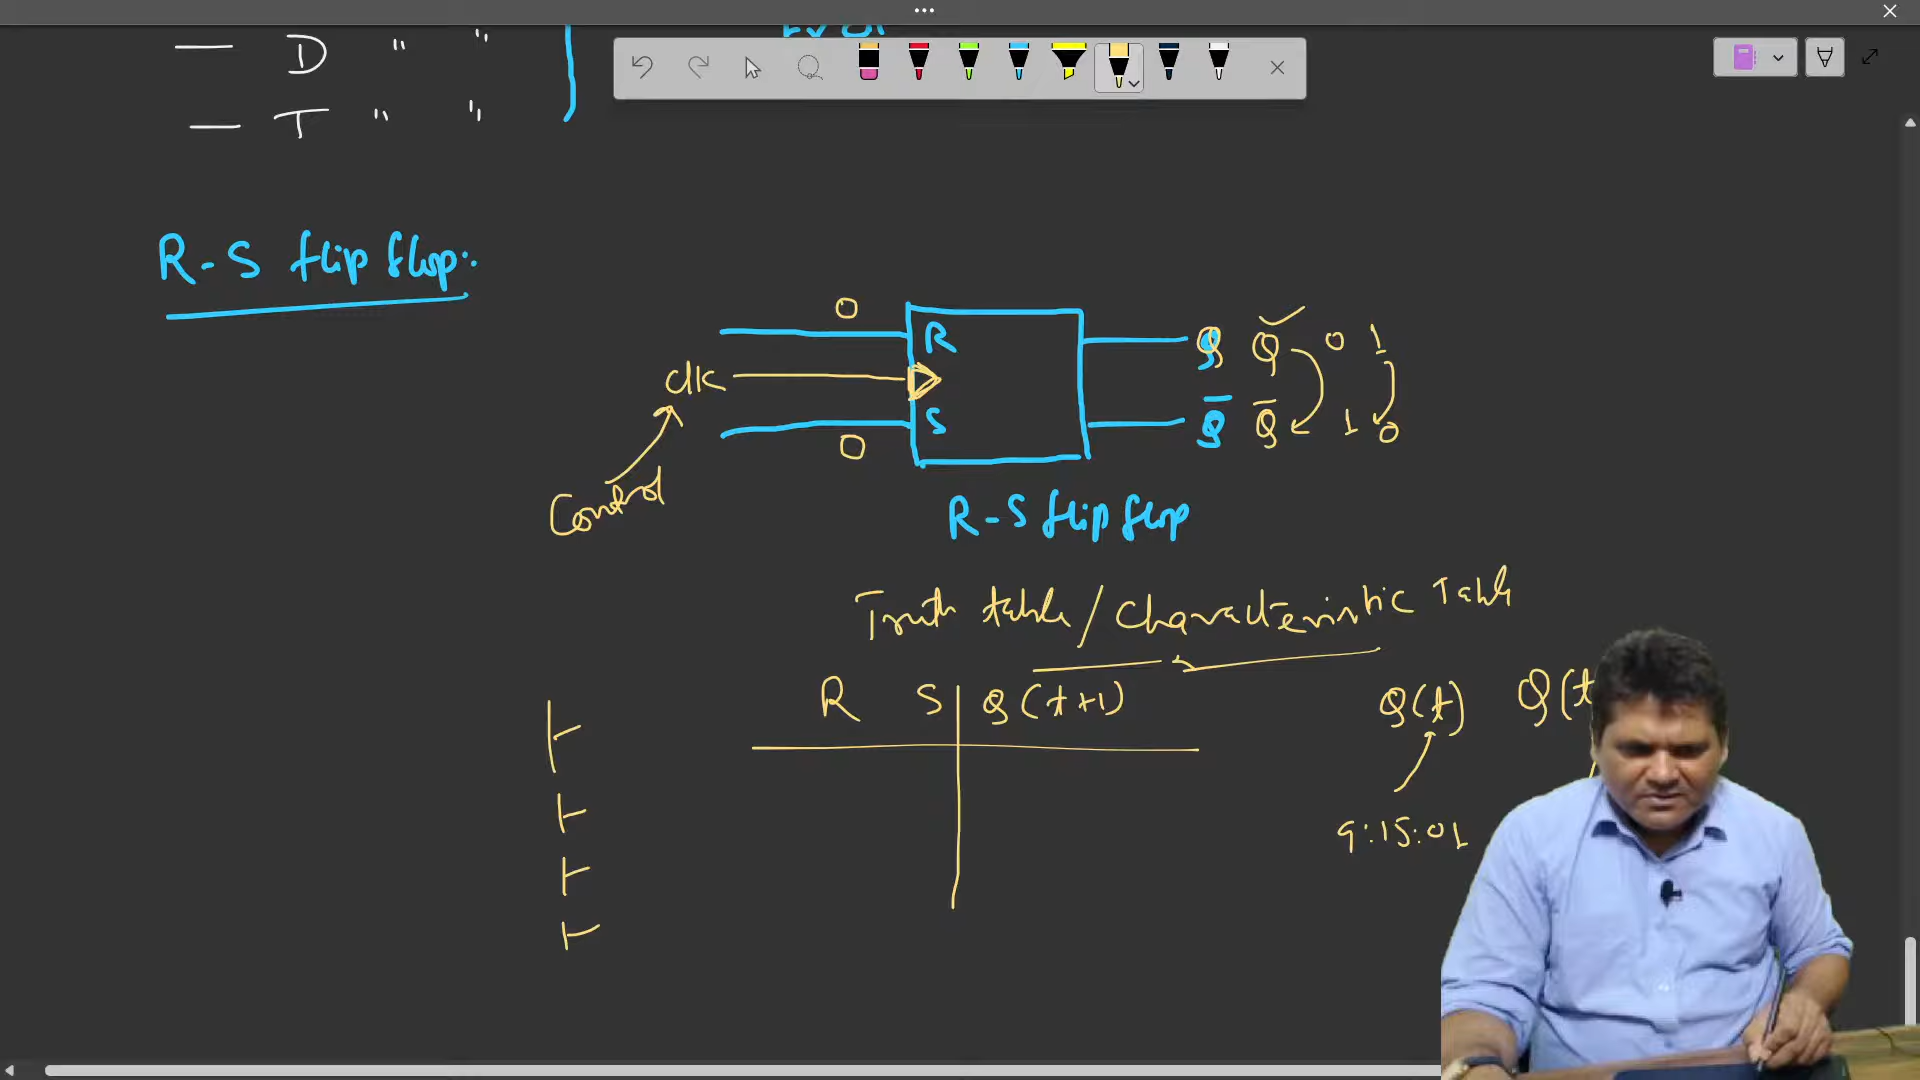 — D " "
— T " "
R-S flip flop:
0
R
Q Q 0 1
clk
S
Q̅ Q̅ 1 0
0
Control
R-S flip flop
Truth table / Characteristic Table
R S Q(t+1)
Q(t) Q(t
9:15:01